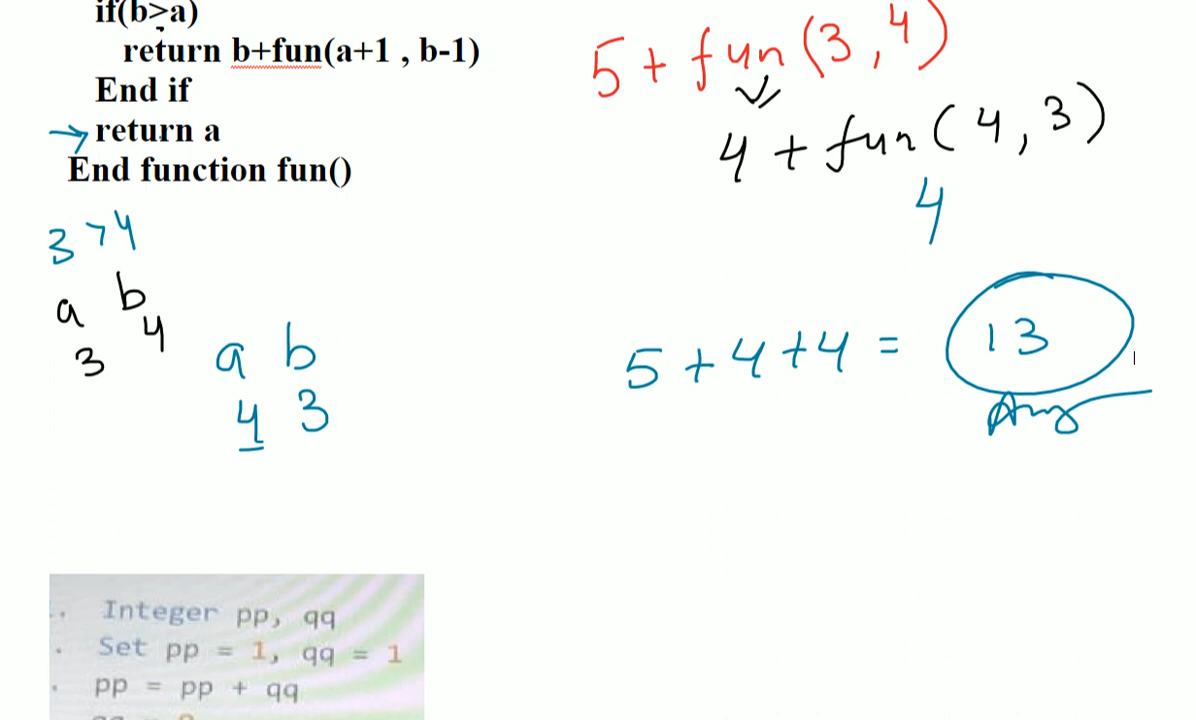 if(b>a)
return b+fun(a+1 , b-1)
End if
return a
End function fun()
5 + fun(3,4)
4 + fun(4,3)
4
3 > 4
a b
3 4
a b
4 3
5 + 4 + 4 = 13
Ans
Integer pp, qq
Set pp = 1, qq = 1
pp = pp + qq